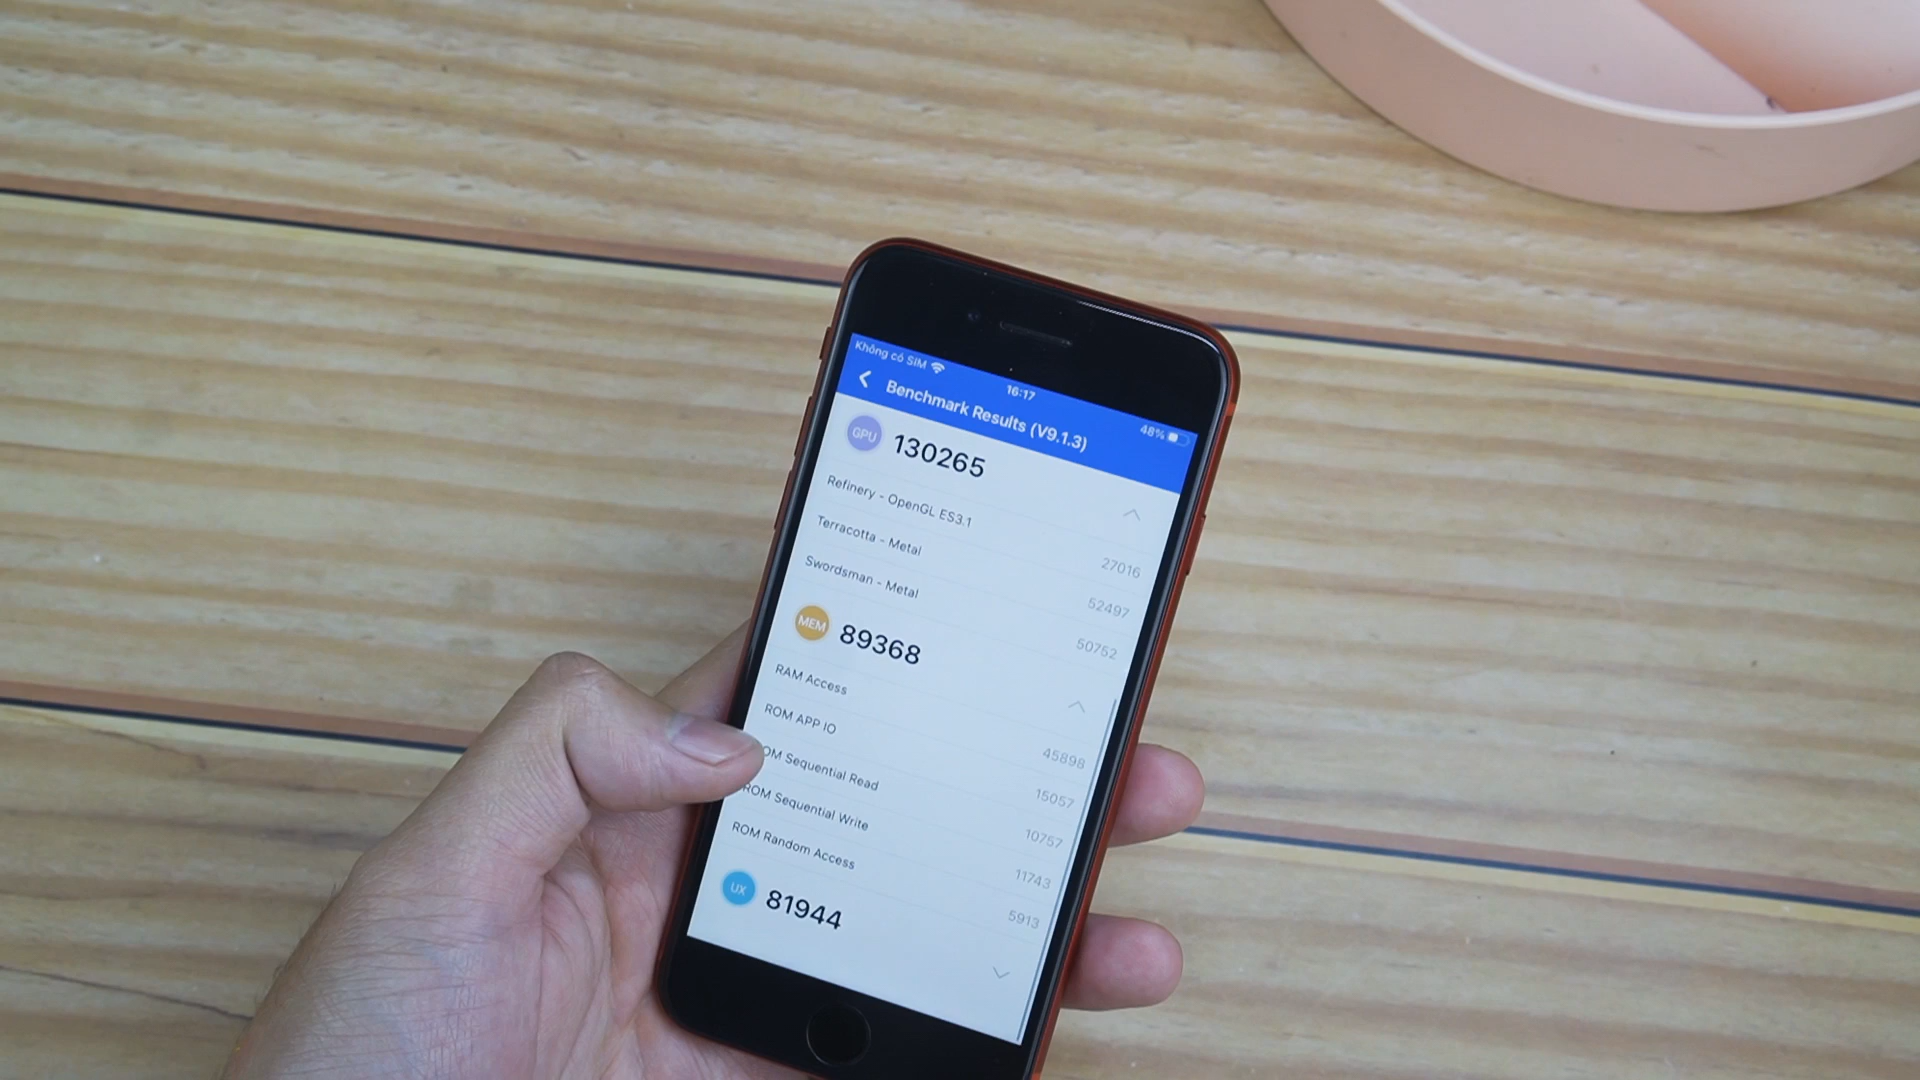 Không có SIM 16:17 48%
Benchmark Results (V9.1.3)
GPU 130265
Refinery - OpenGL ES3.1 27016
Terracotta - Metal 52497
Swordsman - Metal 50752
MEM 89368
RAM Access 45898
ROM APP IO 15057
OM Sequential Read 10757
ROM Sequential Write 11743
ROM Random Access 5913
UX 81944